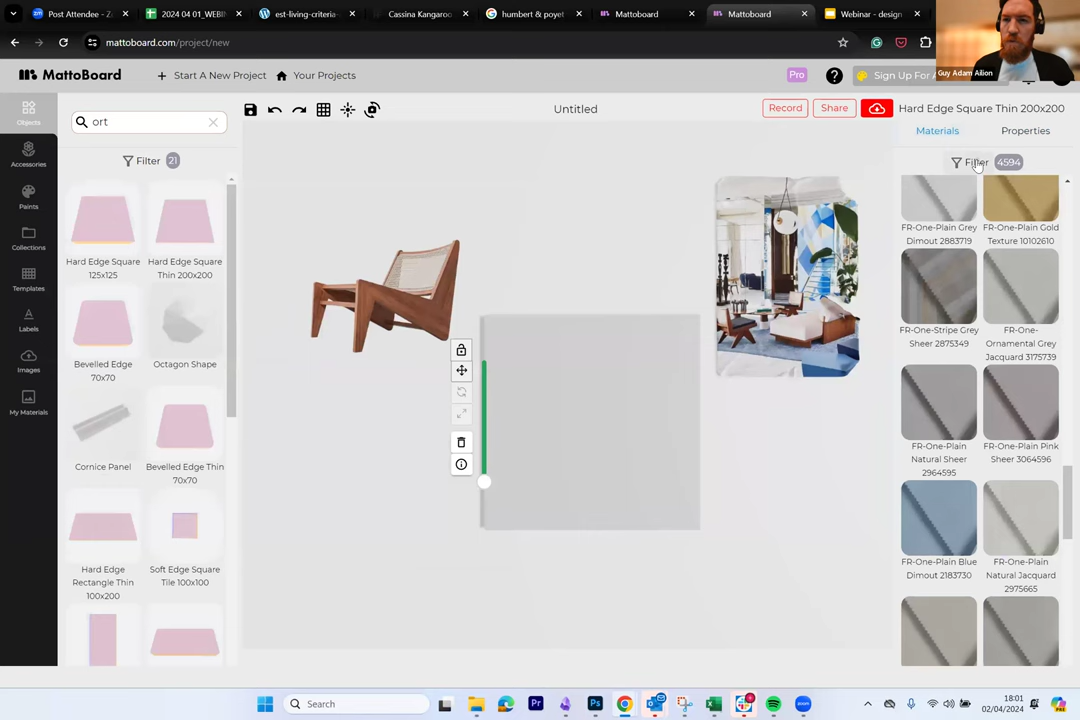 Post Attendee - Za
2024 04 01_WEBI
est-living-criteria-
Cassina Kangaroo
humbert & poyet
Mattoboard
Mattoboard
Webinar - design
mattoboard.com/project/new
MattoBoard
Start A New Project
Your Projects
Pro
Sign Up For A
Guy Adam Ailion
Objects
Accessories
Paints
Collections
Templates
Labels
Images
My Materials
ort
Filter 21
Hard Edge Square 125x125
Hard Edge Square Thin 200x200
Bevelled Edge 70x70
Octagon Shape
Cornice Panel
Bevelled Edge Thin 70x70
Hard Edge Rectangle Thin 100x200
Soft Edge Square Tile 100x100
Untitled
Record
Share
Hard Edge Square Thin 200x200
Materials
Properties
Filter 4594
FR-One-Plain Grey Dimout 2883719
FR-One-Plain Gold Texture 10102610
FR-One-Stripe Grey Sheer 2875349
FR-One-Ornamental Grey Jacquard 3175739
FR-One-Plain Natural Sheer 2964595
FR-One-Plain Pink Sheer 3064596
FR-One-Plain Blue Dimout 2183730
FR-One-Plain Natural Jacquard 2975665
Search
18:01
02/04/2024